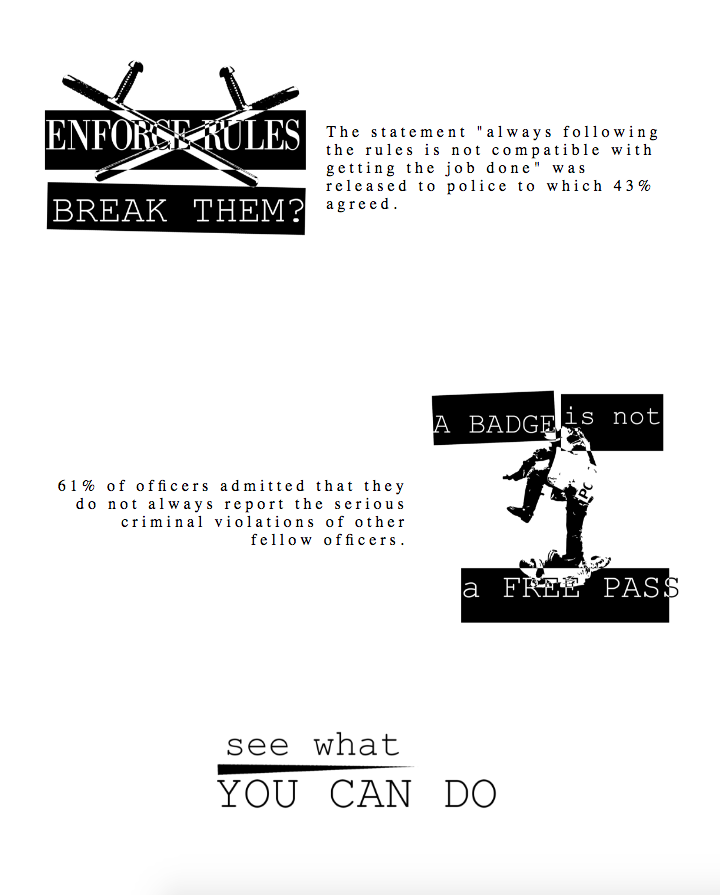 ENFORCE RULES
BREAK THEM?
The statement "always following
the rules is not compatible with
getting the job done" was
released to police to which 43%
agreed.
A BADGE is not
PO
a FREE PASS
61% of officers admitted that they
do not always report the serious
criminal violations of other
fellow officers.
see what
YOU CAN DO